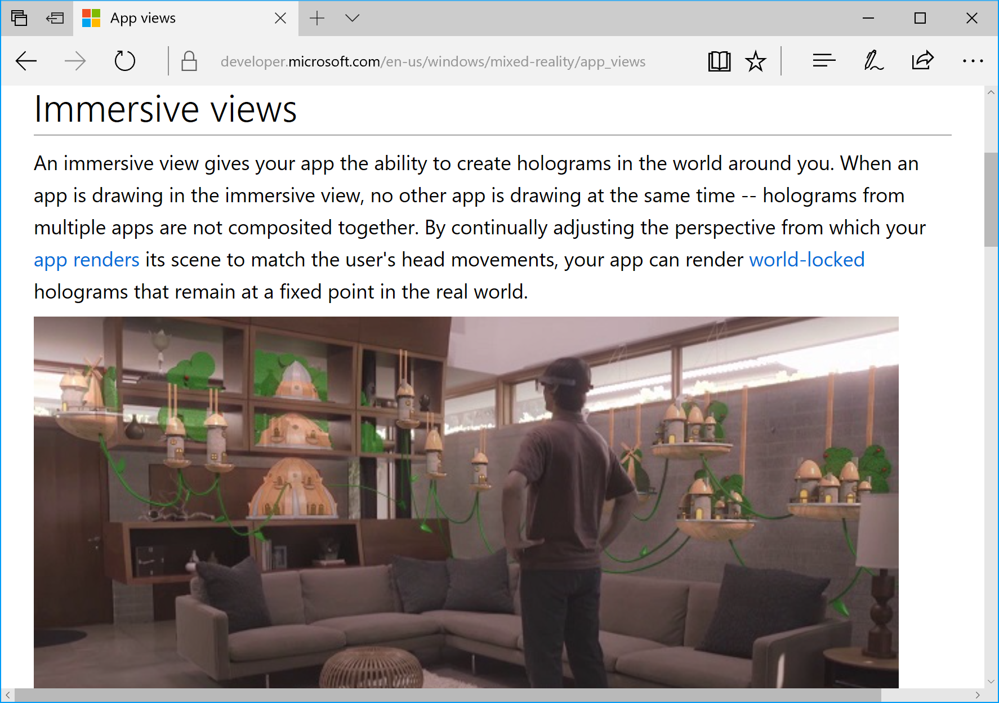 App views
developer.microsoft.com/en-us/windows/mixed-reality/app_views
Immersive views
An immersive view gives your app the ability to create holograms in the world around you. When an
app is drawing in the immersive view, no other app is drawing at the same time -- holograms from
multiple apps are not composited together. By continually adjusting the perspective from which your
app renders its scene to match the user's head movements, your app can render world-locked
holograms that remain at a fixed point in the real world.